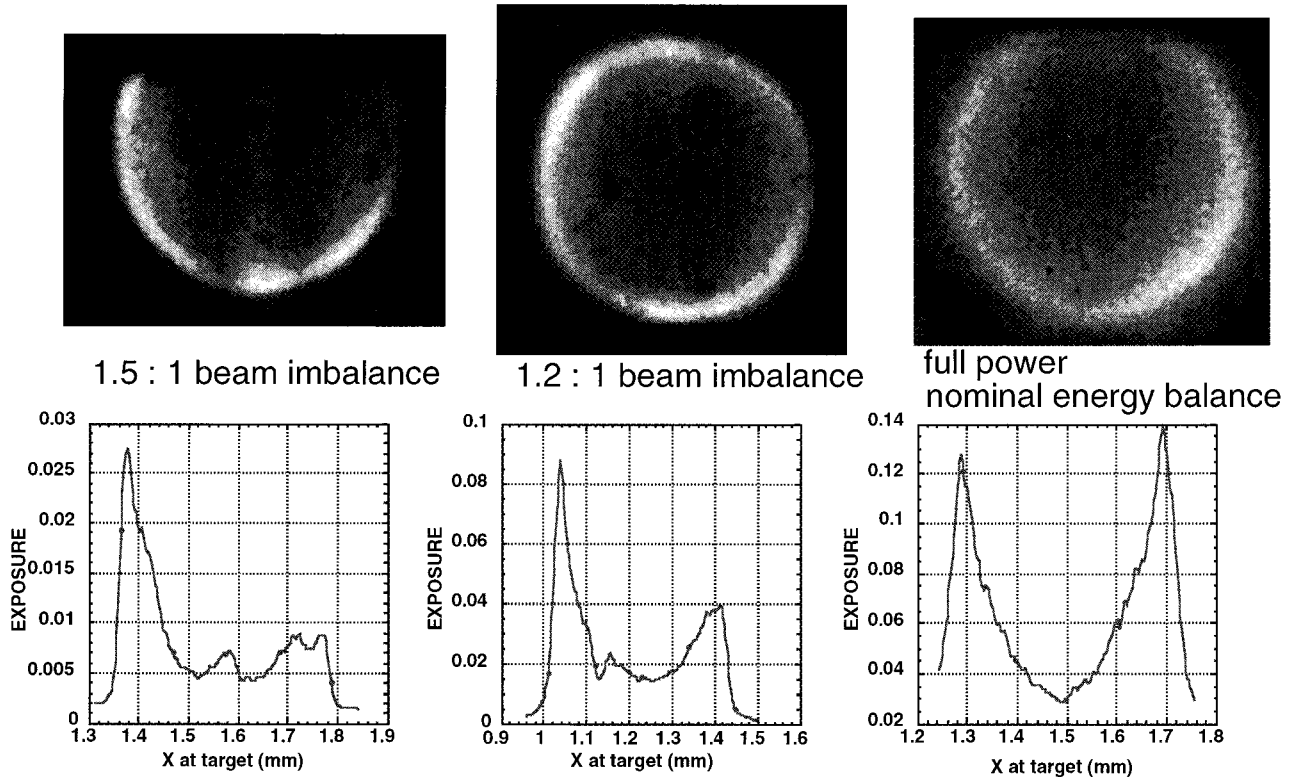 1.5 : 1 beam imbalance
1.2 : 1 beam imbalance
full power
nominal energy balance
0.03
0.025
0.02
0.015
0.01
0.005
0
EXPOSURE
1.3 1.4 1.5 1.6 1.7 1.8 1.9
X at target (mm)
0.1
0.08
0.06
0.04
0.02
0
EXPOSURE
0.9 1 1.1 1.2 1.3 1.4 1.5 1.6
X at target (mm)
0.14
0.12
0.1
0.08
0.06
0.04
0.02
EXPOSURE
1.2 1.3 1.4 1.5 1.6 1.7 1.8
X at target (mm)